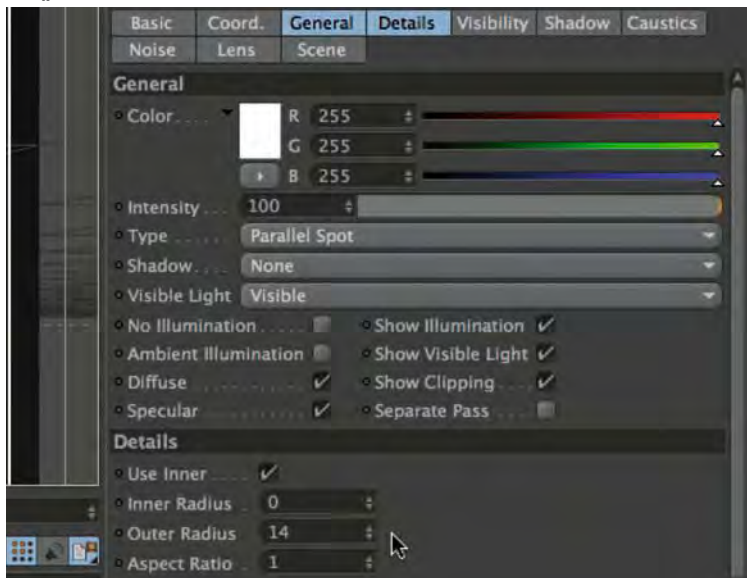 Basic Coord. General Details Visibility Shadow Caustics
Noise Lens Scene
General
Color R 255
G 255
B 255
Intensity 100
Type Parallel Spot
Shadow None
Visible Light Visible
No Illumination Show Illumination
Ambient Illumination Show Visible Light
Diffuse Show Clipping
Specular Separate Pass
Details
Use Inner
Inner Radius 0
Outer Radius 14
Aspect Ratio 1